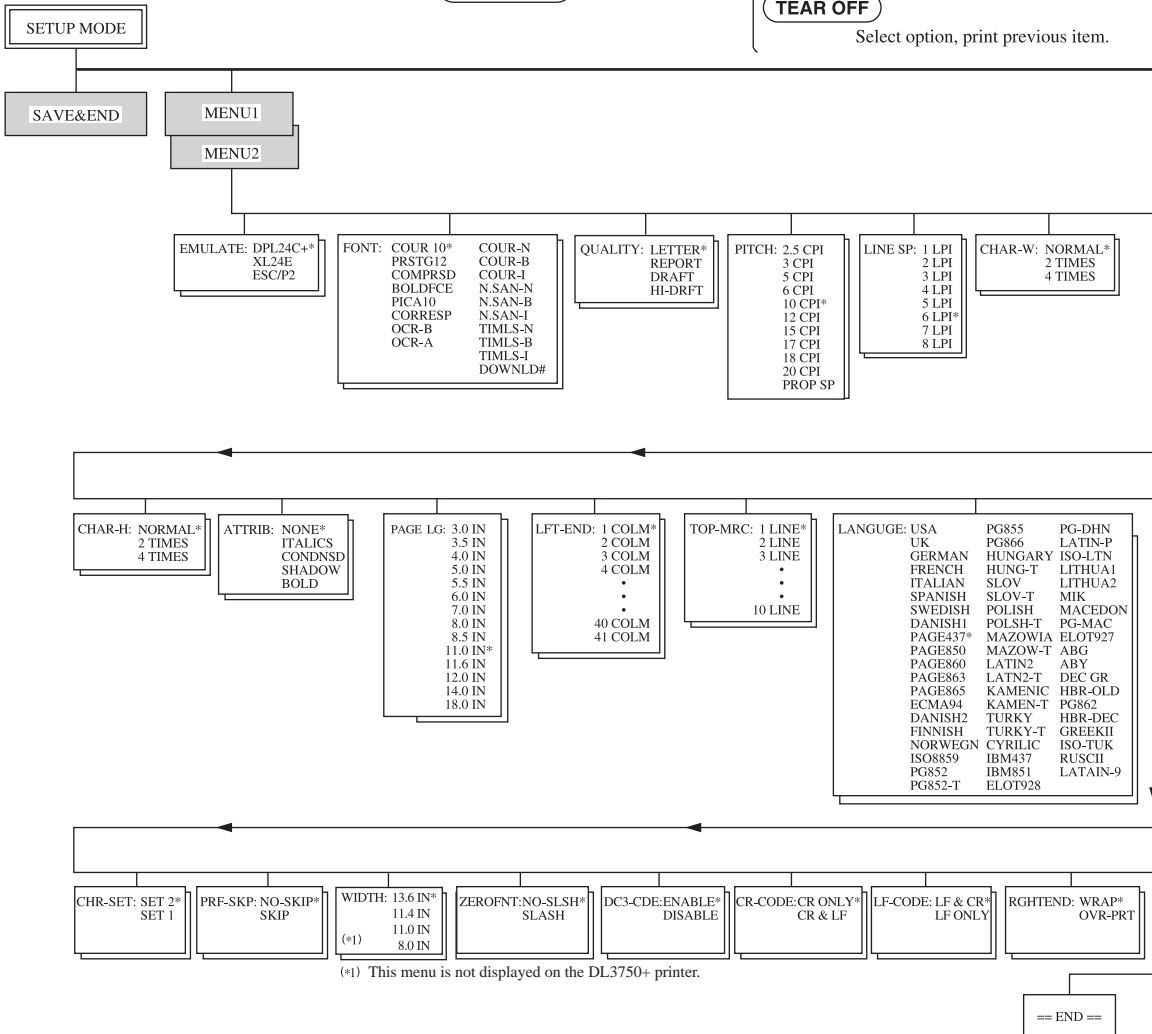 TEAR OFF
Select option, print previous item.
SETUP MODE
SAVE&END
MENU1
MENU2
EMULATE: DPL24C+*
XL24E
ESC/P2
FONT: COUR 10* COUR-N
PRSTG12 COUR-B
COMPRSD COUR-I
BOLDFCE N.SAN-N
PICA10 N.SAN-B
CORRESP N.SAN-I
OCR-B TIMLS-N
OCR-A TIMLS-B
TIMLS-I
DOWNLD#
QUALITY: LETTER*
REPORT
DRAFT
HI-DRFT
PITCH: 2.5 CPI
3 CPI
5 CPI
6 CPI
10 CPI*
12 CPI
15 CPI
17 CPI
18 CPI
20 CPI
PROP SP
LINE SP: 1 LPI
2 LPI
3 LPI
4 LPI
5 LPI
6 LPI*
7 LPI
8 LPI
CHAR-W: NORMAL*
2 TIMES
4 TIMES
CHAR-H: NORMAL*
2 TIMES
4 TIMES
ATTRIB: NONE*
ITALICS
CONDNSD
SHADOW
BOLD
PAGE LG: 3.0 IN
3.5 IN
4.0 IN
5.0 IN
5.5 IN
6.0 IN
7.0 IN
8.0 IN
8.5 IN
11.0 IN*
11.6 IN
12.0 IN
14.0 IN
18.0 IN
LFT-END: 1 COLM*
2 COLM
3 COLM
4 COLM
•
•
•
40 COLM
41 COLM
TOP-MRC: 1 LINE*
2 LINE
3 LINE
•
•
•
10 LINE
LANGUGE: USA PG855 PG-DHN
UK PG866 LATIN-P
GERMAN HUNGARY ISO-LTN
FRENCH HUNG-T LITHUA1
ITALIAN SLOV LITHUA2
SPANISH SLOV-T MIK
SWEDISH POLISH MACEDON
DANISH1 POLSH-T PG-MAC
PAGE437* MAZOWIA ELOT927
PAGE850 MAZOW-T ABG
PAGE860 LATIN2 ABY
PAGE863 LATN2-T DEC GR
PAGE865 KAMENIC HBR-OLD
ECMA94 KAMEN-T PG862
DANISH2 TURKY HBR-DEC
FINNISH TURKY-T GREEKII
NORWEGN CYRILIC ISO-TUK
ISO8859 IBM437 RUSCII
PG852 IBM851 LATAIN-9
PG852-T ELOT928
CHR-SET: SET 2*
SET 1
PRF-SKP: NO-SKIP*
SKIP
WIDTH: 13.6 IN*
11.4 IN
11.0 IN
(*1) 8.0 IN
ZEROFNT:NO-SLSH*
SLASH
DC3-CDE:ENABLE*
DISABLE
CR-CODE:CR ONLY*
CR & LF
LF-CODE: LF & CR*
LF ONLY
RGHTEND: WRAP*
OVR-PRT
(*1) This menu is not displayed on the DL3750+ printer.
== END ==